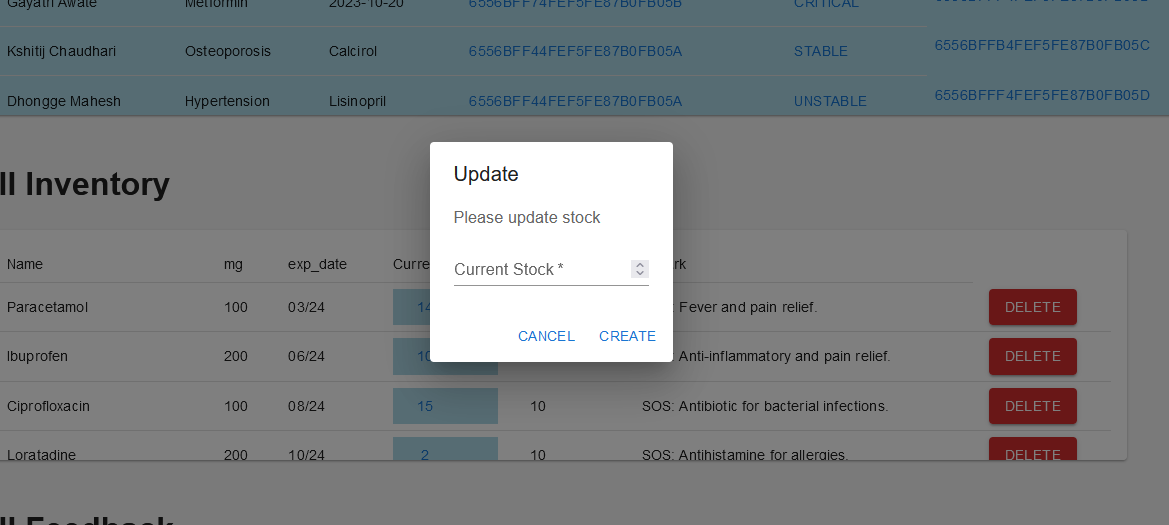 Gayatri Awate Metformin 2023-10-20 6556BFF74FEF5FE87B0FB05B CRITICAL
Kshitij Chaudhari Osteoporosis Calcirol 6556BFF44FEF5FE87B0FB05A STABLE 6556BFFB4FEF5FE87B0FB05C
Dhongge Mahesh Hypertension Lisinopril 6556BFF44FEF5FE87B0FB05A UNSTABLE 6556BFFF4FEF5FE87B0FB05D
ll Inventory
Update
Please update stock
Current Stock *
CANCEL CREATE
Name mg exp_date Curre rk
Paracetamol 100 03/24 14 : Fever and pain relief. DELETE
Ibuprofen 200 06/24 10 : Anti-inflammatory and pain relief. DELETE
Ciprofloxacin 100 08/24 15 10 SOS: Antibiotic for bacterial infections. DELETE
Loratadine 200 10/24 2 10 SOS: Antihistamine for allergies. DELETE
ll Feedback